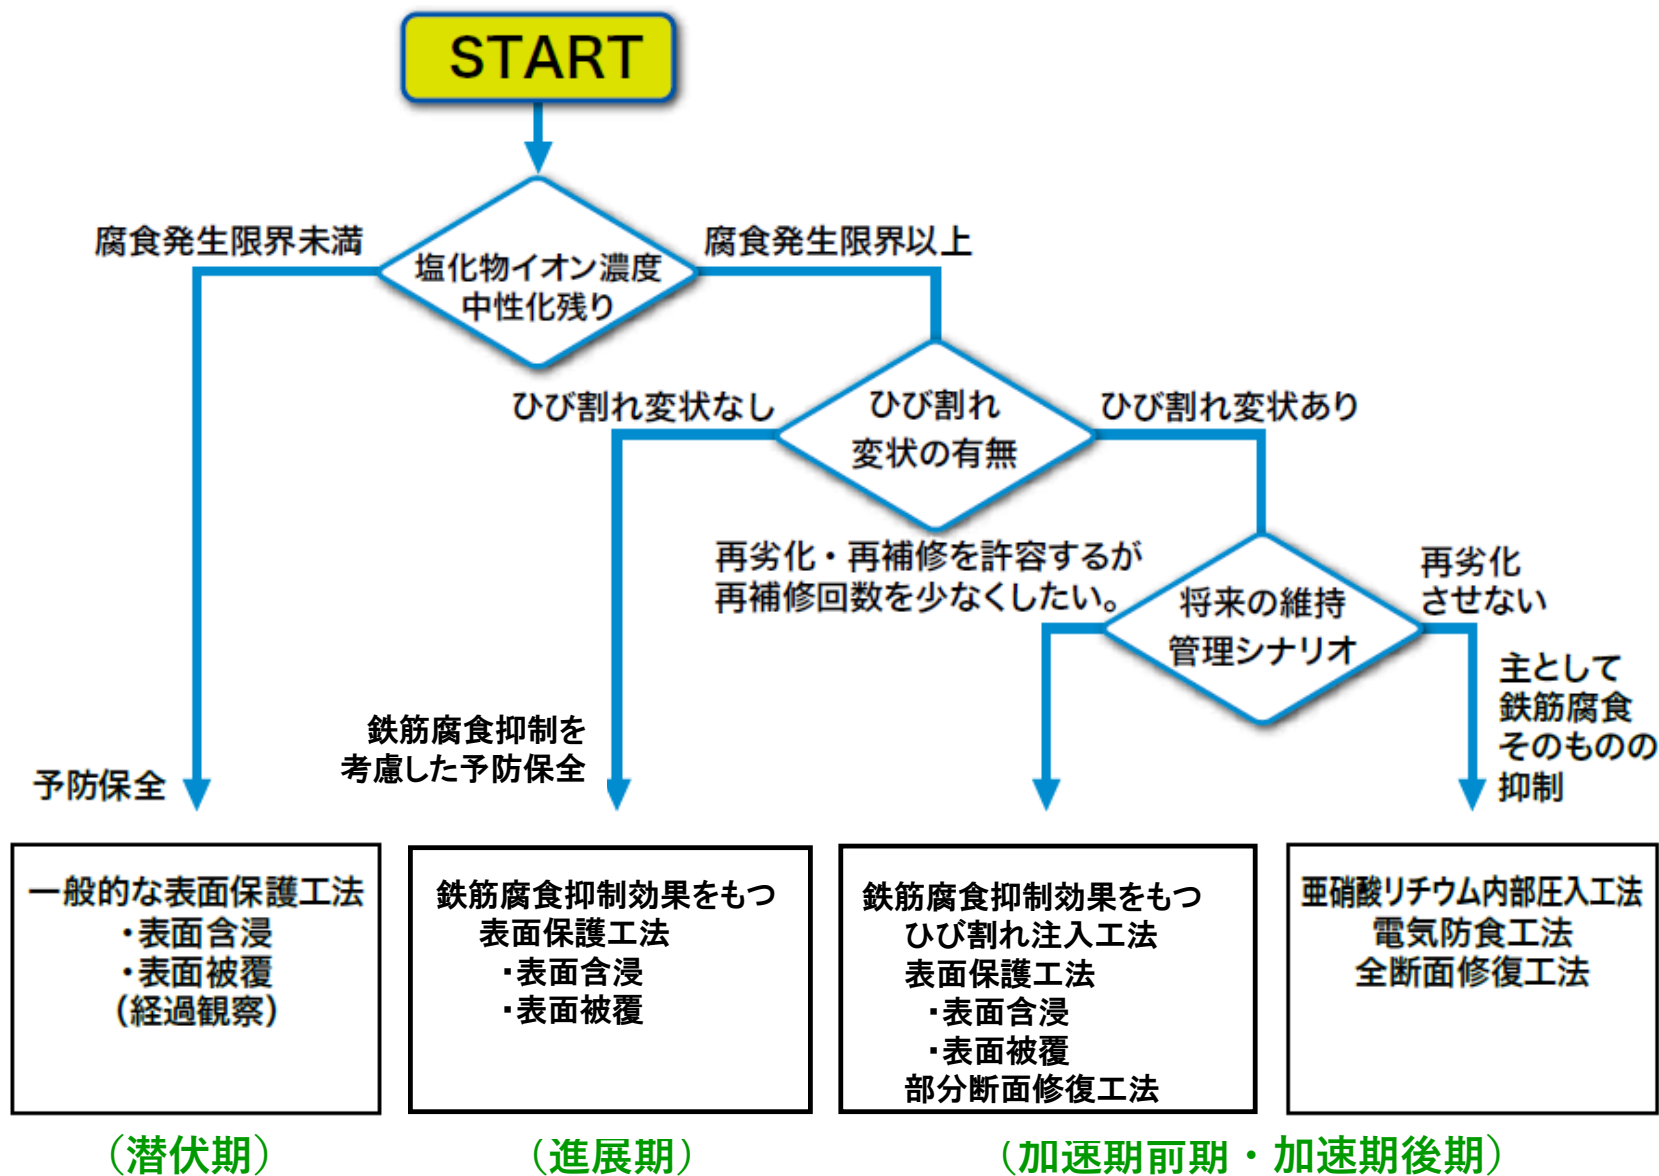 START
腐食発生限界未満
腐食発生限界以上
塩化物イオン濃度
中性化残り
ひび割れ変状なし
ひび割れ
変状の有無
ひび割れ変状あり
再劣化・再補修を許容するが
再補修回数を少なくしたい。
将来の維持
管理シナリオ
再劣化
させない
主として
鉄筋腐食
そのものの
抑制
鉄筋腐食抑制を
考慮した予防保全
予防保全
一般的な表面保護工法
・表面含浸
・表面被覆
(経過観察)
鉄筋腐食抑制効果をもつ
表面保護工法
・表面含浸
・表面被覆
鉄筋腐食抑制効果をもつ
ひび割れ注入工法
表面保護工法
・表面含浸
・表面被覆
部分断面修復工法
亜硝酸リチウム内部圧入工法
電気防食工法
全断面修復工法
(潜伏期)
(進展期)
(加速期前期・加速期後期)